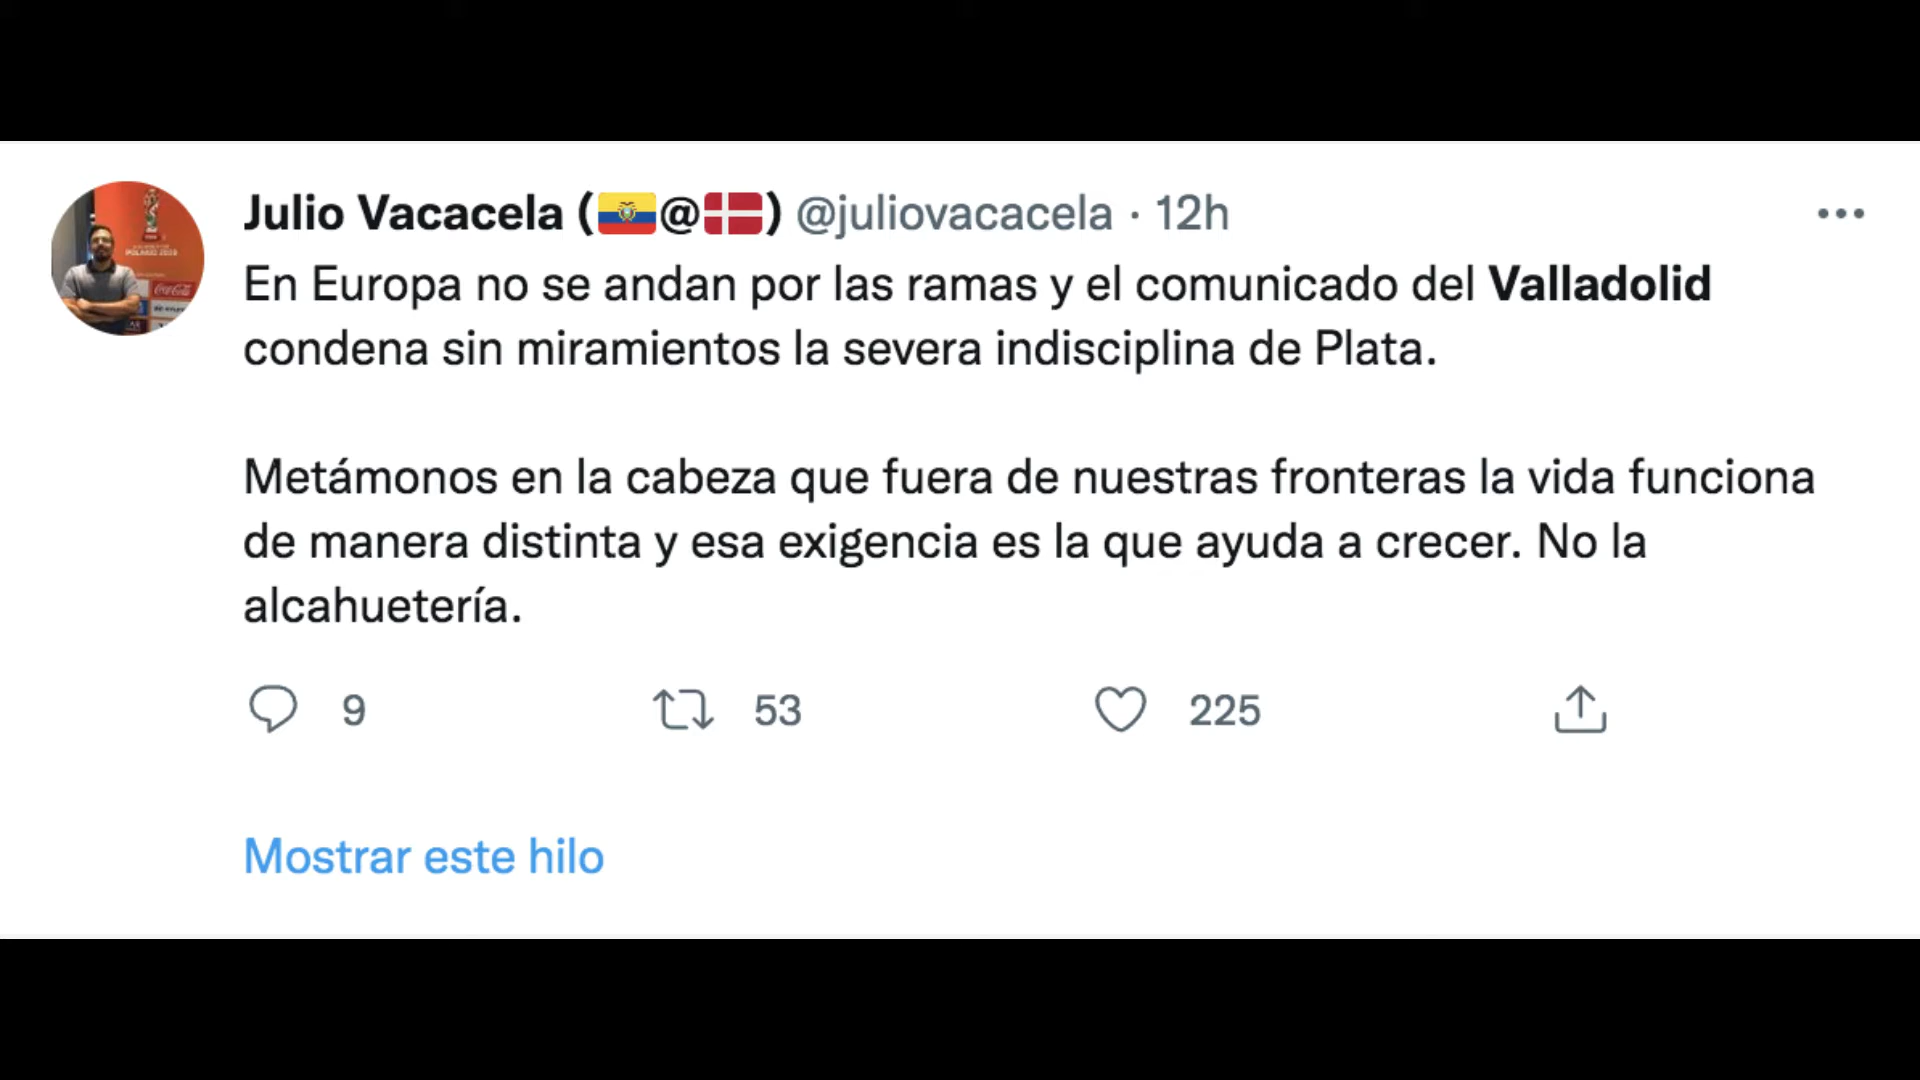 Julio Vacacela (🇪🇨@🇩🇰) @juliovacacela · 12h
En Europa no se andan por las ramas y el comunicado del Valladolid
condena sin miramientos la severa indisciplina de Plata.
Metámonos en la cabeza que fuera de nuestras fronteras la vida funciona
de manera distinta y esa exigencia es la que ayuda a crecer. No la
alcahuetería.
9 53 225
Mostrar este hilo